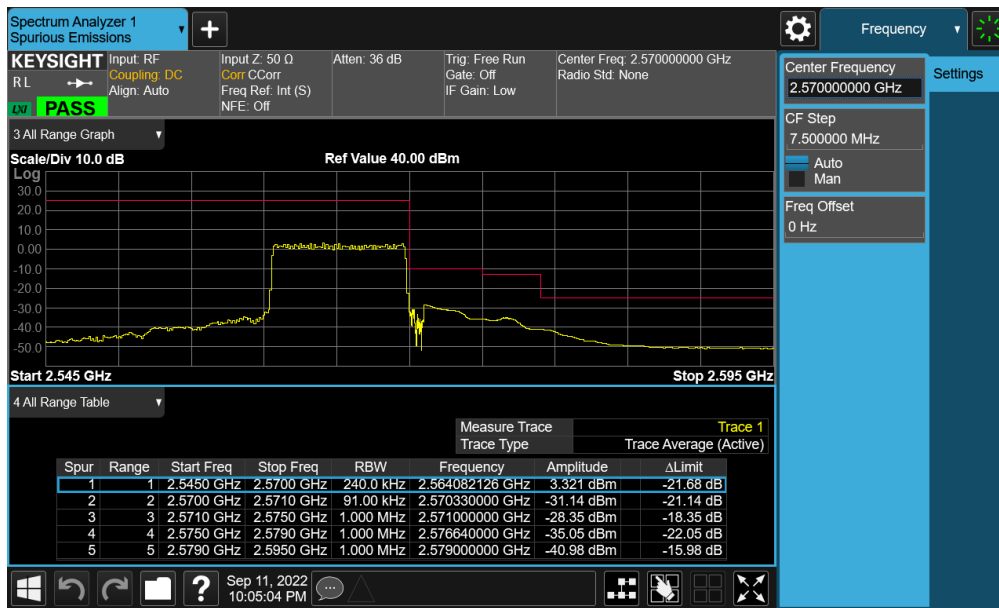 Spectrum Analyzer 1
Spurious Emissions
Frequency
KEYSIGHT
RL
LXI
PASS
Input: RF
Coupling: DC
Align: Auto
Input Z: 50 Ω
Corr CCorr
Freq Ref: Int (S)
NFE: Off
Atten: 36 dB
Trig: Free Run
Gate: Off
IF Gain: Low
Center Freq: 2.570000000 GHz
Radio Std: None
Center Frequency
2.570000000 GHz
Settings
CF Step
7.500000 MHz
Auto
Man
Freq Offset
0 Hz
3 All Range Graph
Scale/Div 10.0 dB
Ref Value 40.00 dBm
Log
30.0
20.0
10.0
0.00
-10.0
-20.0
-30.0
-40.0
-50.0
Start 2.545 GHz
Stop 2.595 GHz
4 All Range Table
Measure Trace Trace 1
Trace Type Trace Average (Active)
Spur Range Start Freq Stop Freq RBW Frequency Amplitude ΔLimit
1 1 2.5450 GHz 2.5700 GHz 240.0 kHz 2.564082126 GHz 3.321 dBm -21.68 dB
2 2 2.5700 GHz 2.5710 GHz 91.00 kHz 2.570330000 GHz -31.14 dBm -21.14 dB
3 3 2.5710 GHz 2.5750 GHz 1.000 MHz 2.571000000 GHz -28.35 dBm -18.35 dB
4 4 2.5750 GHz 2.5790 GHz 1.000 MHz 2.576640000 GHz -35.05 dBm -22.05 dB
5 5 2.5790 GHz 2.5950 GHz 1.000 MHz 2.579000000 GHz -40.98 dBm -15.98 dB
?
Sep 11, 2022
10:05:04 PM